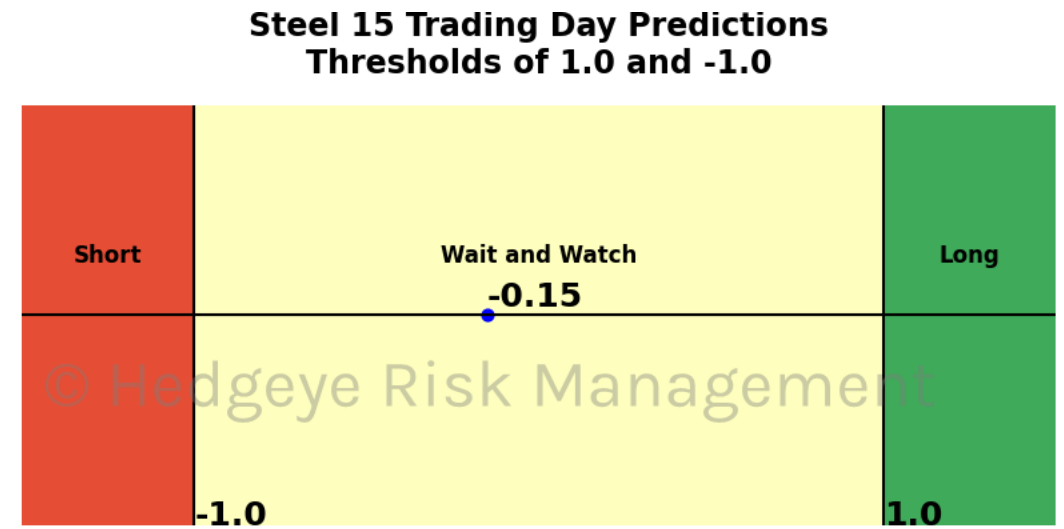 Steel 15 Trading Day Predictions
Thresholds of 1.0 and -1.0
Short
Wait and Watch
Long
-0.15
© Hedgeye Risk Management
-1.0
1.0